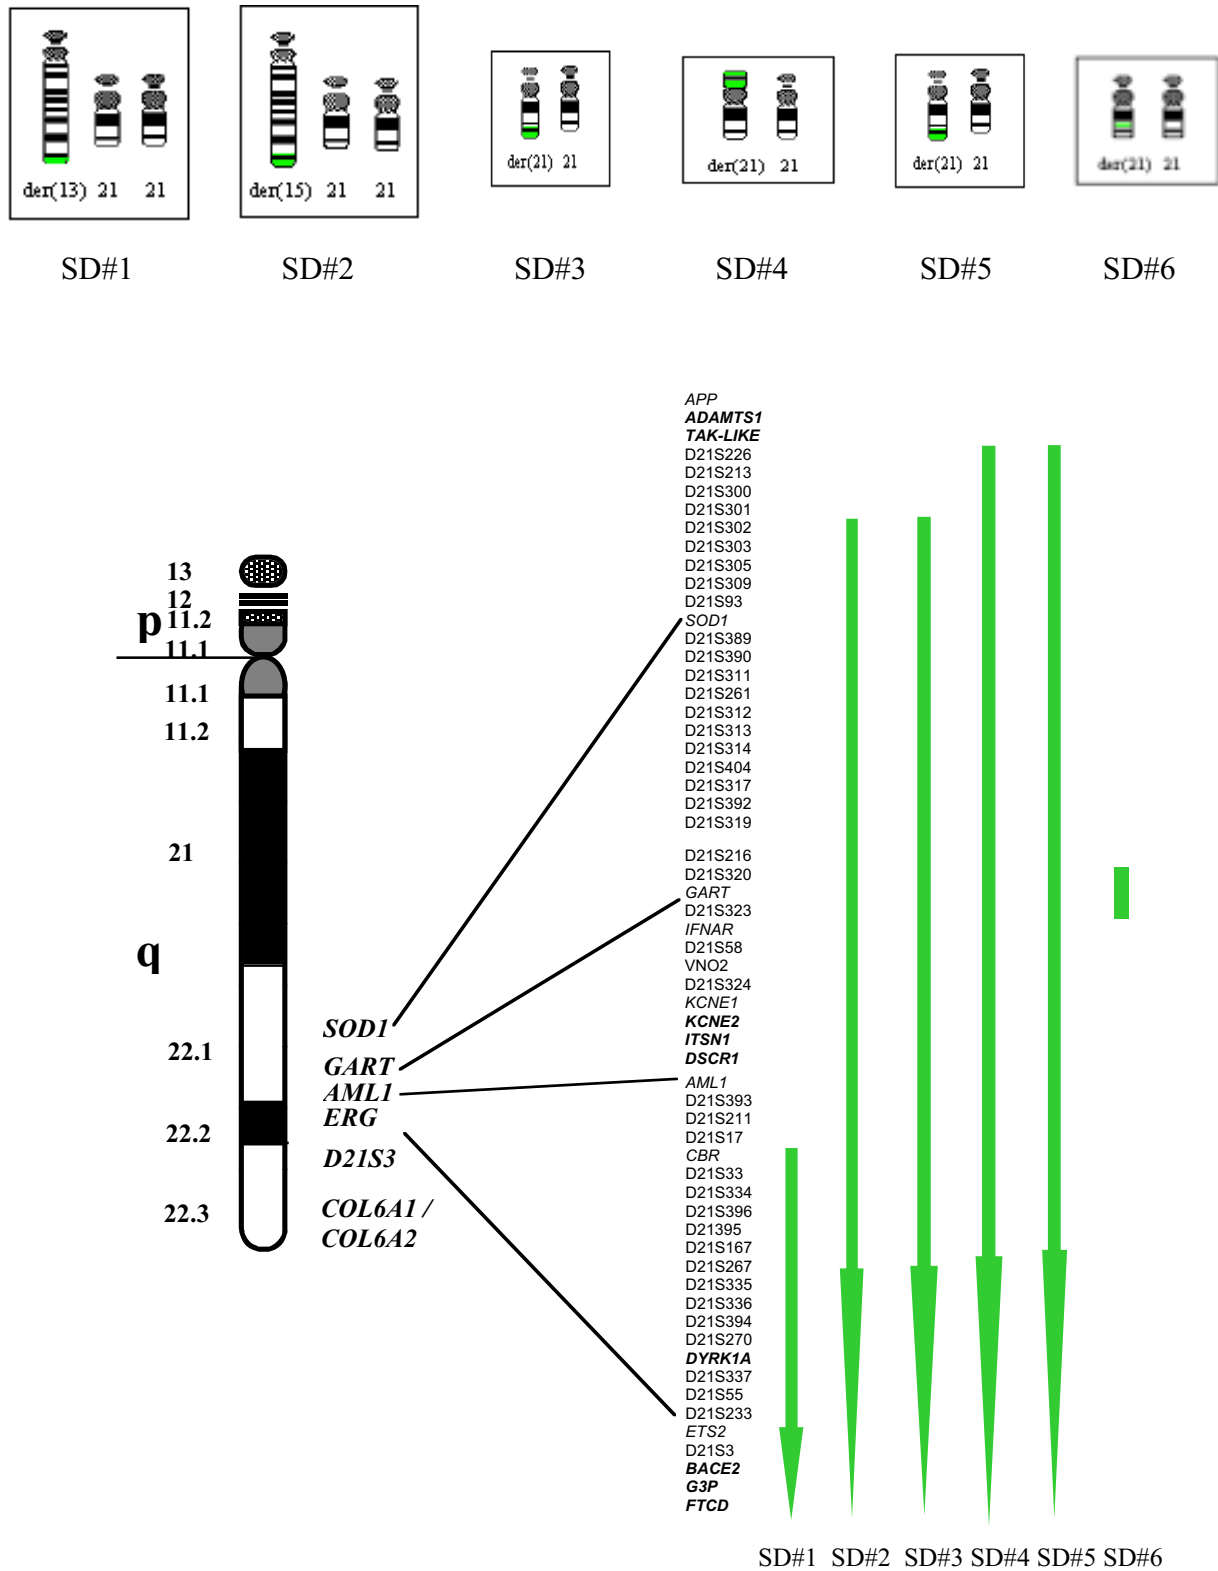 der(13) 21 21
der(15) 21 21
der(21) 21
der(21) 21
der(21) 21
der(21) 21
SD#1
SD#2
SD#3
SD#4
SD#5
SD#6
13
12
p
11.2
11.1
11.1
11.2
21
q
22.1
22.2
22.3
SOD1
GART
AML1
ERG
D21S3
COL6A1 /
COL6A2
APP
ADAMTS1
TAK-LIKE
D21S226
D21S213
D21S300
D21S301
D21S302
D21S303
D21S305
D21S309
D21S93
SOD1
D21S389
D21S390
D21S311
D21S261
D21S312
D21S313
D21S314
D21S404
D21S317
D21S392
D21S319
D21S216
D21S320
GART
D21S323
IFNAR
D21S58
VNO2
D21S324
KCNE1
KCNE2
ITSN1
DSCR1
AML1
D21S393
D21S211
D21S17
CBR
D21S33
D21S334
D21S396
D21395
D21S167
D21S267
D21S335
D21S336
D21S394
D21S270
DYRK1A
D21S337
D21S55
D21S233
ETS2
D21S3
BACE2
G3P
FTCD
SD#1 SD#2 SD#3 SD#4 SD#5 SD#6